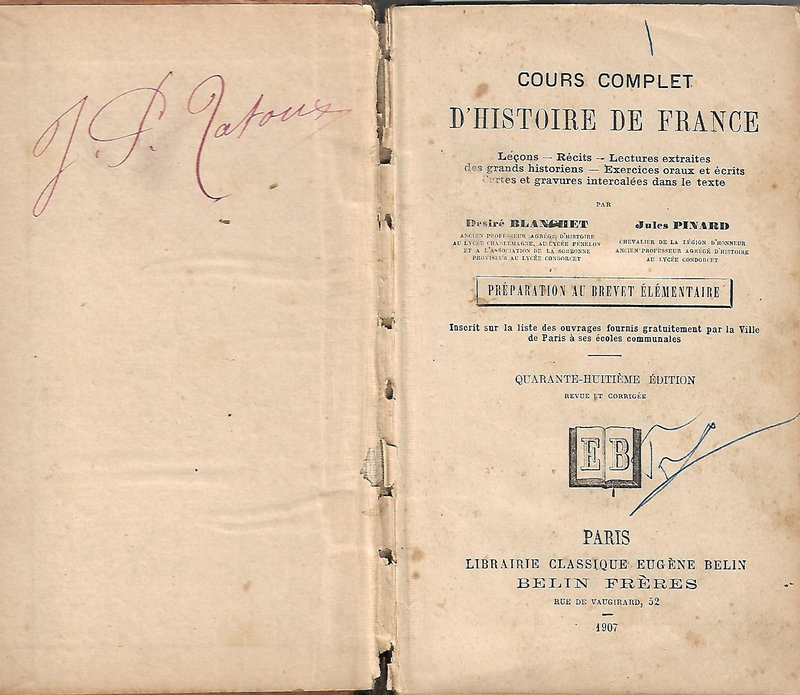 J. P. Latoux
COURS COMPLET
D'HISTOIRE DE FRANCE
Leçons — Récits — Lectures extraites
des grands historiens — Exercices oraux et écrits
Cartes et gravures intercalées dans le texte
PAR
Desiré BLANCHET
ANCIEN PROFESSEUR AGRÉGÉ D'HISTOIRE
AU LYCÉE CHARLEMAGNE, AU LYCÉE FÉNELON
ET A L'ASSOCIATION DE LA SORBONNE
PROVISEUR AU LYCÉE CONDORCET
Jules PINARD
CHEVALIER DE LA LÉGION D'HONNEUR
ANCIEN PROFESSEUR AGRÉGÉ D'HISTOIRE
AU LYCÉE CONDORCET
PRÉPARATION AU BREVET ÉLÉMENTAIRE
Inscrit sur la liste des ouvrages fournis gratuitement par la Ville
de Paris à ses écoles communales
QUARANTE-HUITIÈME ÉDITION
REVUE ET CORRIGÉE
EB
PARIS
LIBRAIRIE CLASSIQUE EUGÈNE BELIN
BELIN FRÈRES
RUE DE VAUGIRARD, 52
1907